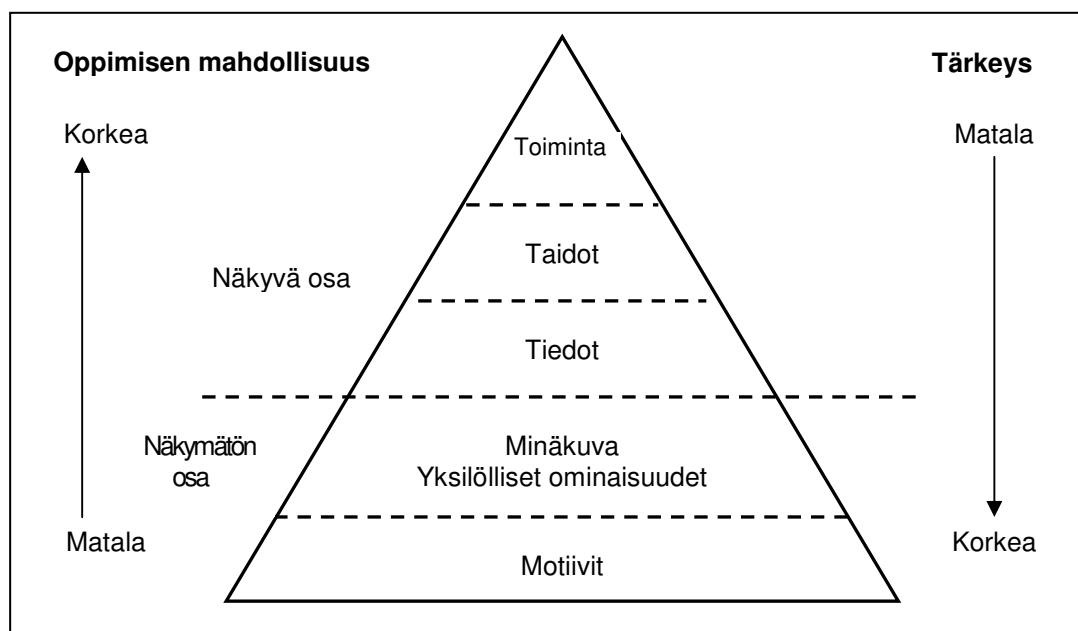 Oppimisen mahdollisuus
Tärkeys
Korkea
Matala
Toiminta
Taidot
Näkyvä osa
Tiedot
Näkymätön
osa
Minäkuva
Yksilölliset ominaisuudet
Matala
Korkea
Motiivit